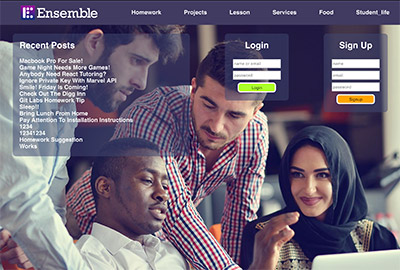 Ensemble
Homework Projects Lesson Services Food Student_life
Recent Posts
Macbook Pro For Sale!
Game Night Needs More Games!
Anybody Need React Tutoring?
Ignore Private Key With Marvel API
Smile! Friday Is Coming!
Check Out The Digg Inn
Git Labs Homework Tip
Sleep!!
Bring Lunch From Home
Pay Attention To Installation Instructions
1234
12341234
Homework Suggestion
Works
Login
name or email
password
Login
Sign Up
name
email
password
Signup